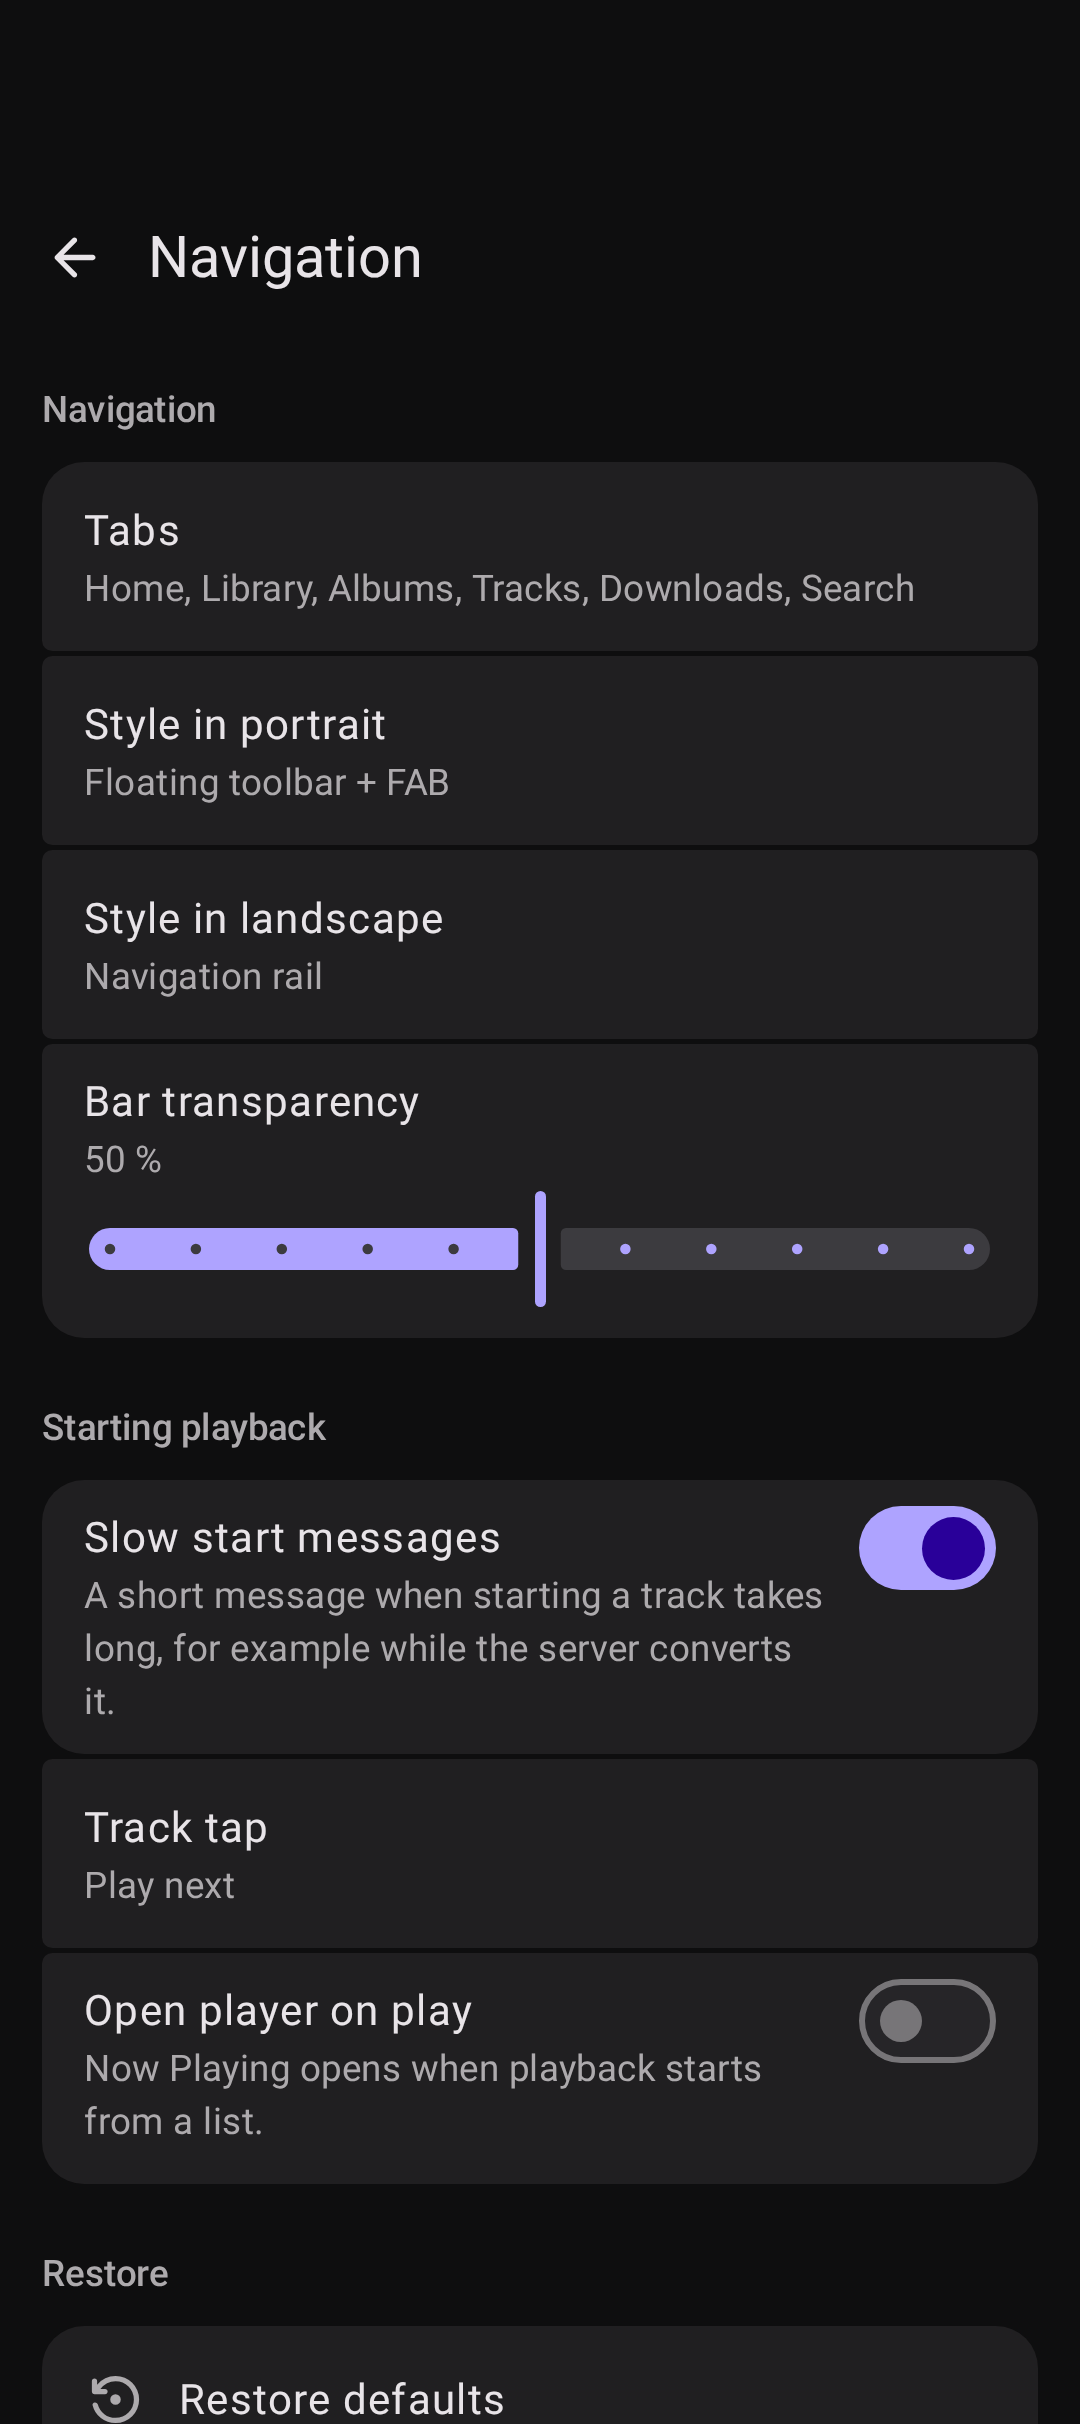 Navigation
Navigation
Tabs
Home, Library, Albums, Tracks, Downloads, Search
Style in portrait
Floating toolbar + FAB
Style in landscape
Navigation rail
Bar transparency
50 %
Starting playback
Slow start messages
A short message when starting a track takes
long, for example while the server converts
it.
Track tap
Play next
Open player on play
Now Playing opens when playback starts
from a list.
Restore
Restore defaults